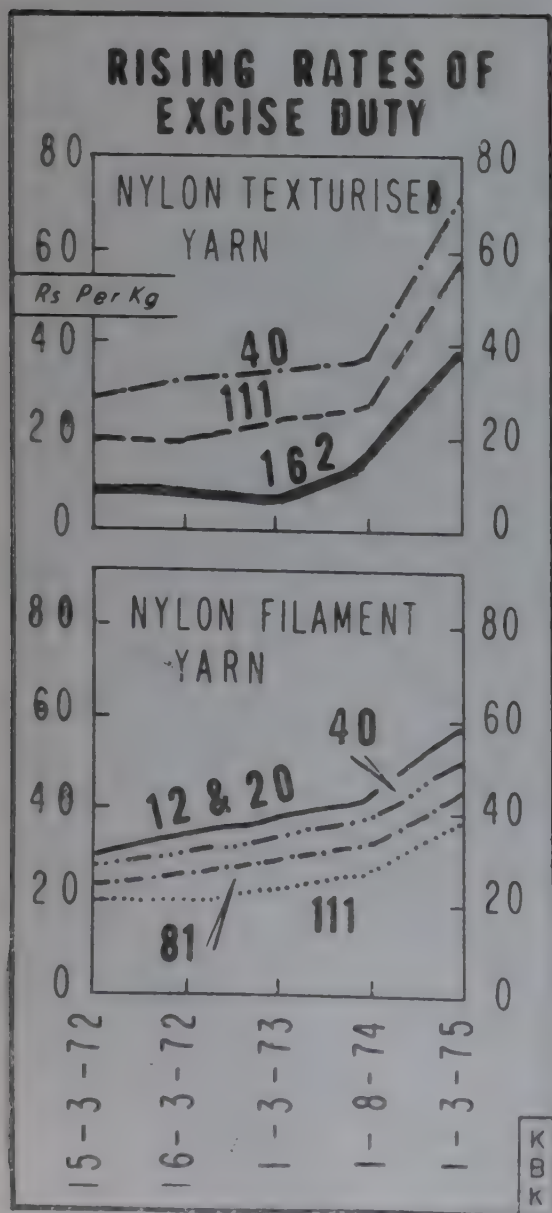 RISING RATES OF
EXCISE DUTY
80
80
NYLON TEXTURISED
YARN
60
60
Rs Per Kg
40
40
40
111
20
20
162
0
0
NYLON FILAMENT
YARN
80
80
60
60
40
12 & 20
40
40
20
20
81
111
0
0
15-3-72
16-3-72
1-3-73
1-8-74
1-3-75
K
B
K